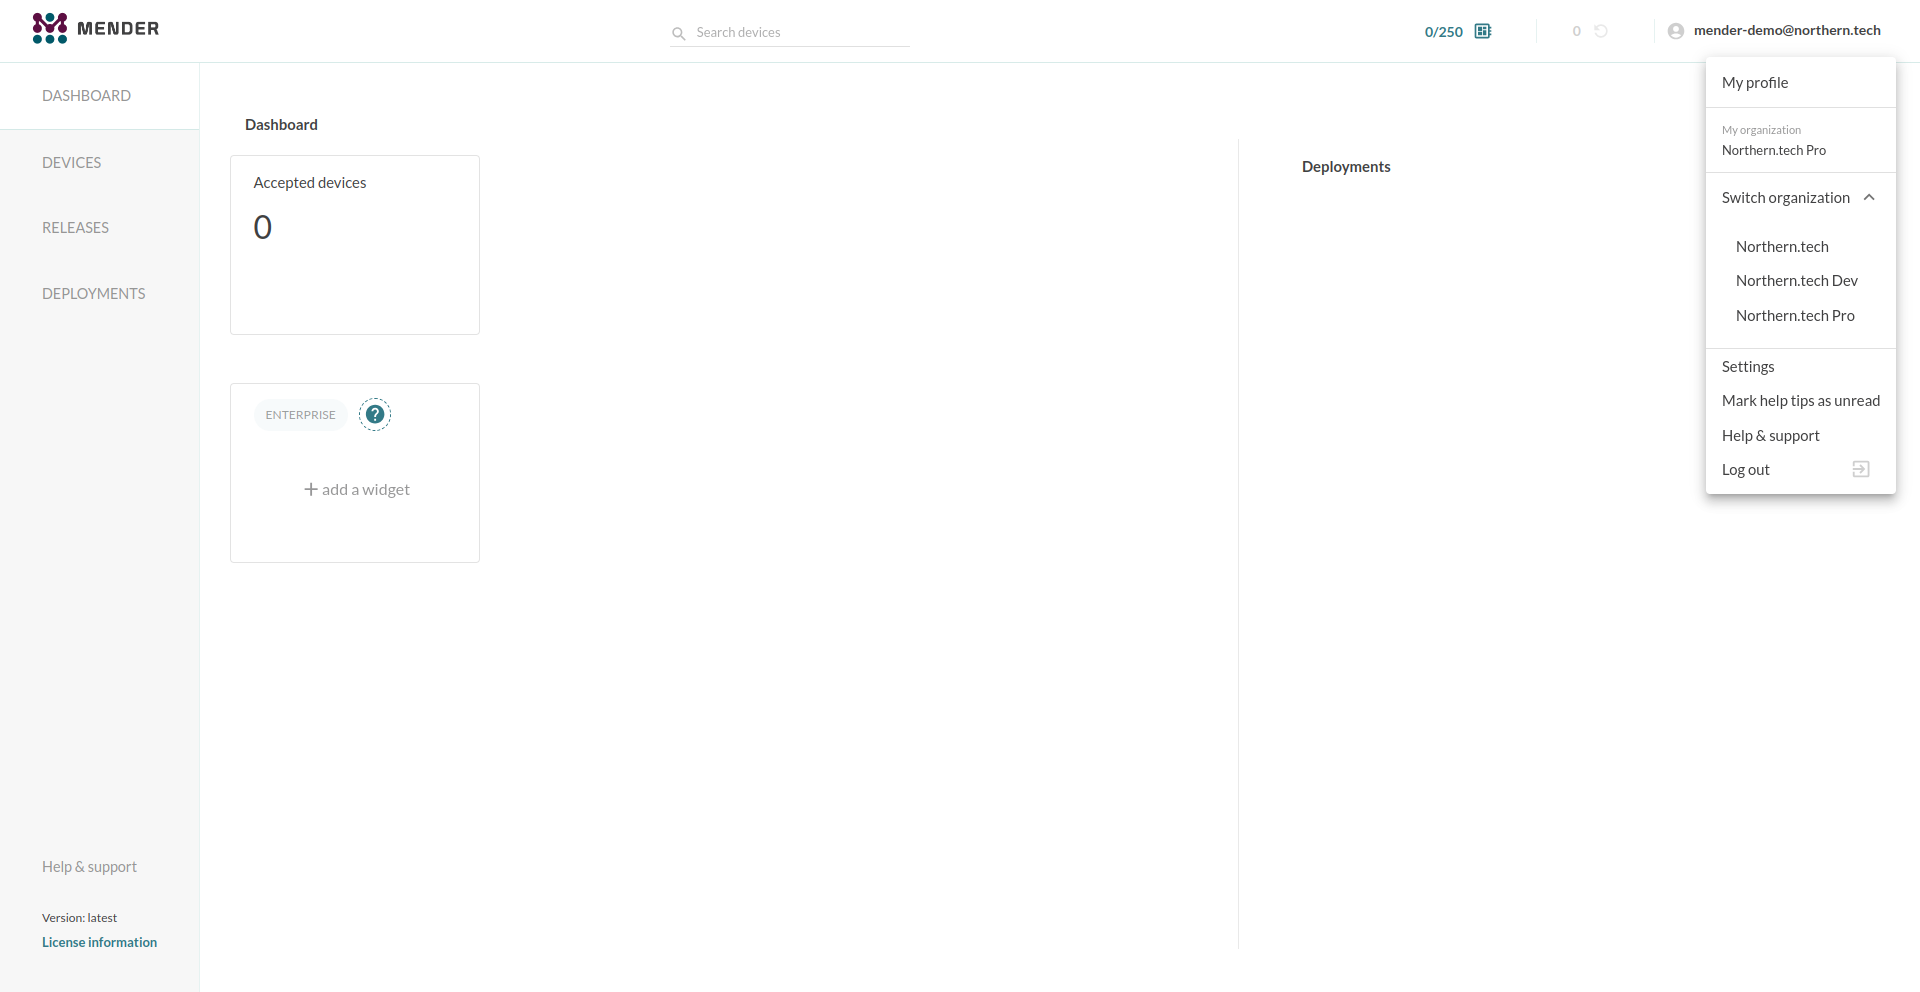 MENDER
Search devices
0/250
0
mender-demo@northern.tech
DASHBOARD
DEVICES
RELEASES
DEPLOYMENTS
Help & support
Version: latest
License information
Dashboard
Accepted devices
0
ENTERPRISE
?
+ add a widget
Deployments
My profile
My organization
Northern.tech Pro
Switch organization
Northern.tech
Northern.tech Dev
Northern.tech Pro
Settings
Mark help tips as unread
Help & support
Log out